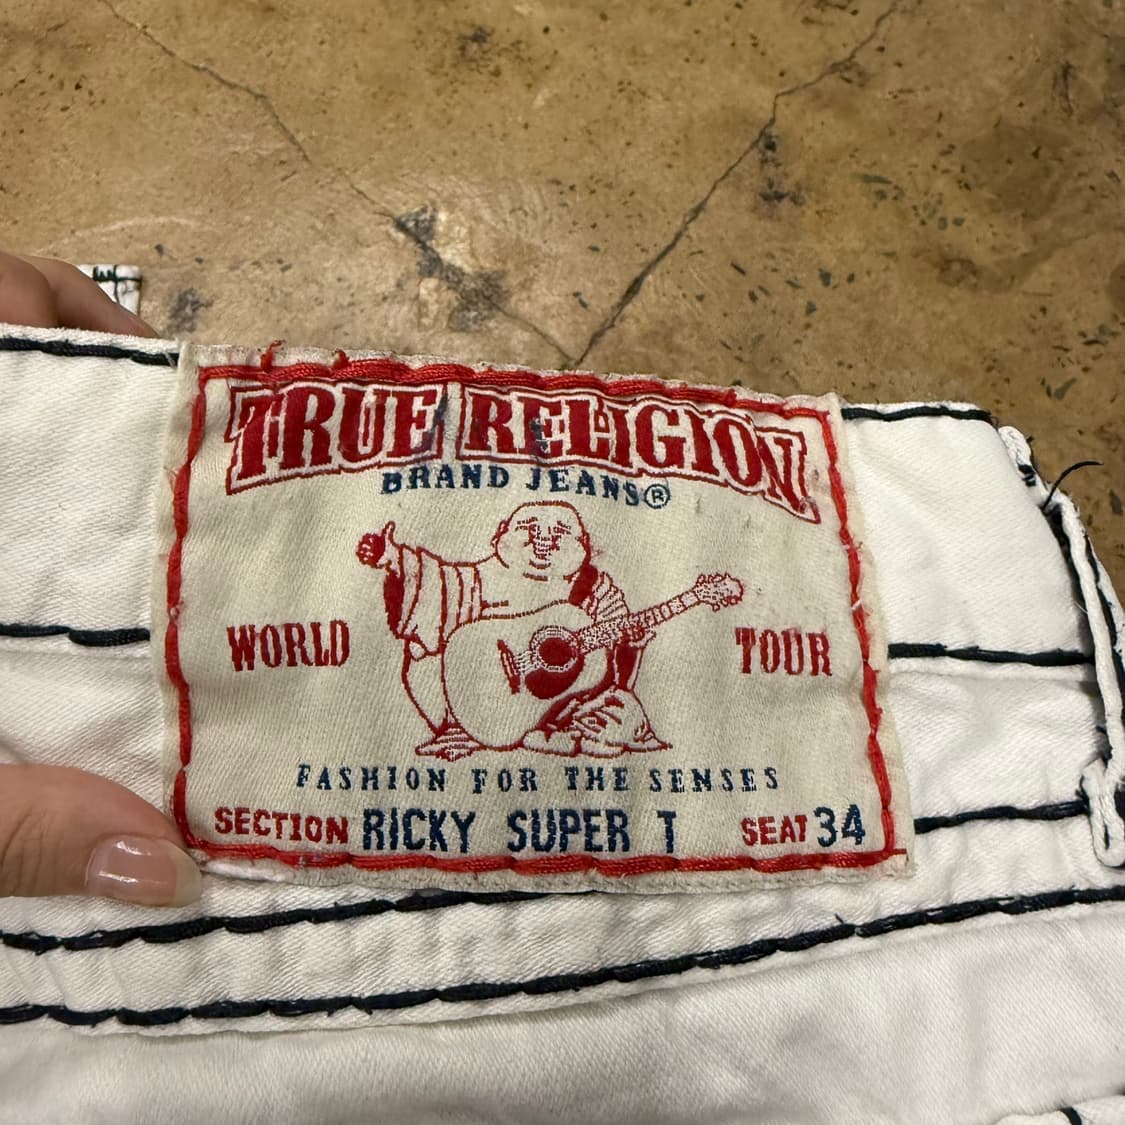 TRUE RELIGION
BRAND JEANS®
WORLD TOUR
FASHION FOR THE SENSES
SECTION RICKY SUPER T SEAT 34